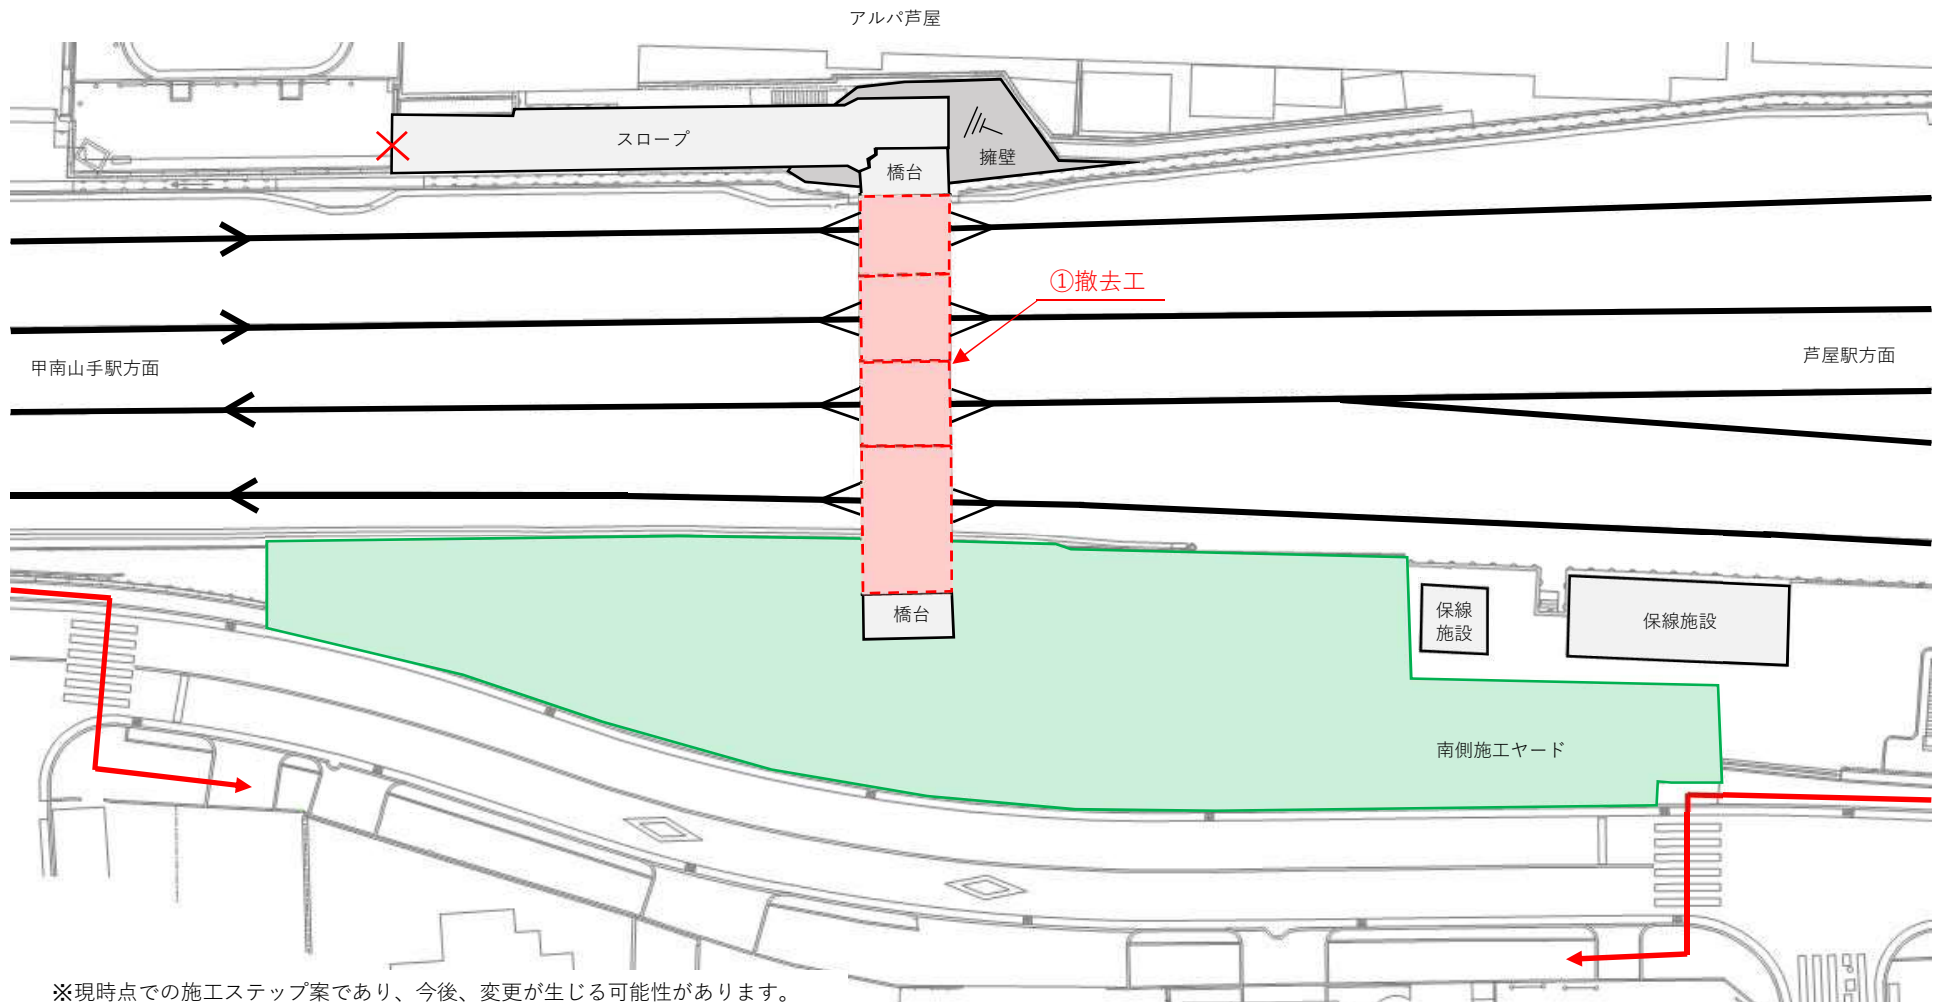 アルパ芦屋
スロープ
擁壁
橋台
①撤去工
甲南山手駅方面
芦屋駅方面
橋台
保線
施設
保線施設
南側施工ヤード
※現時点での施工ステップ案であり、今後、変更が生じる可能性があります。